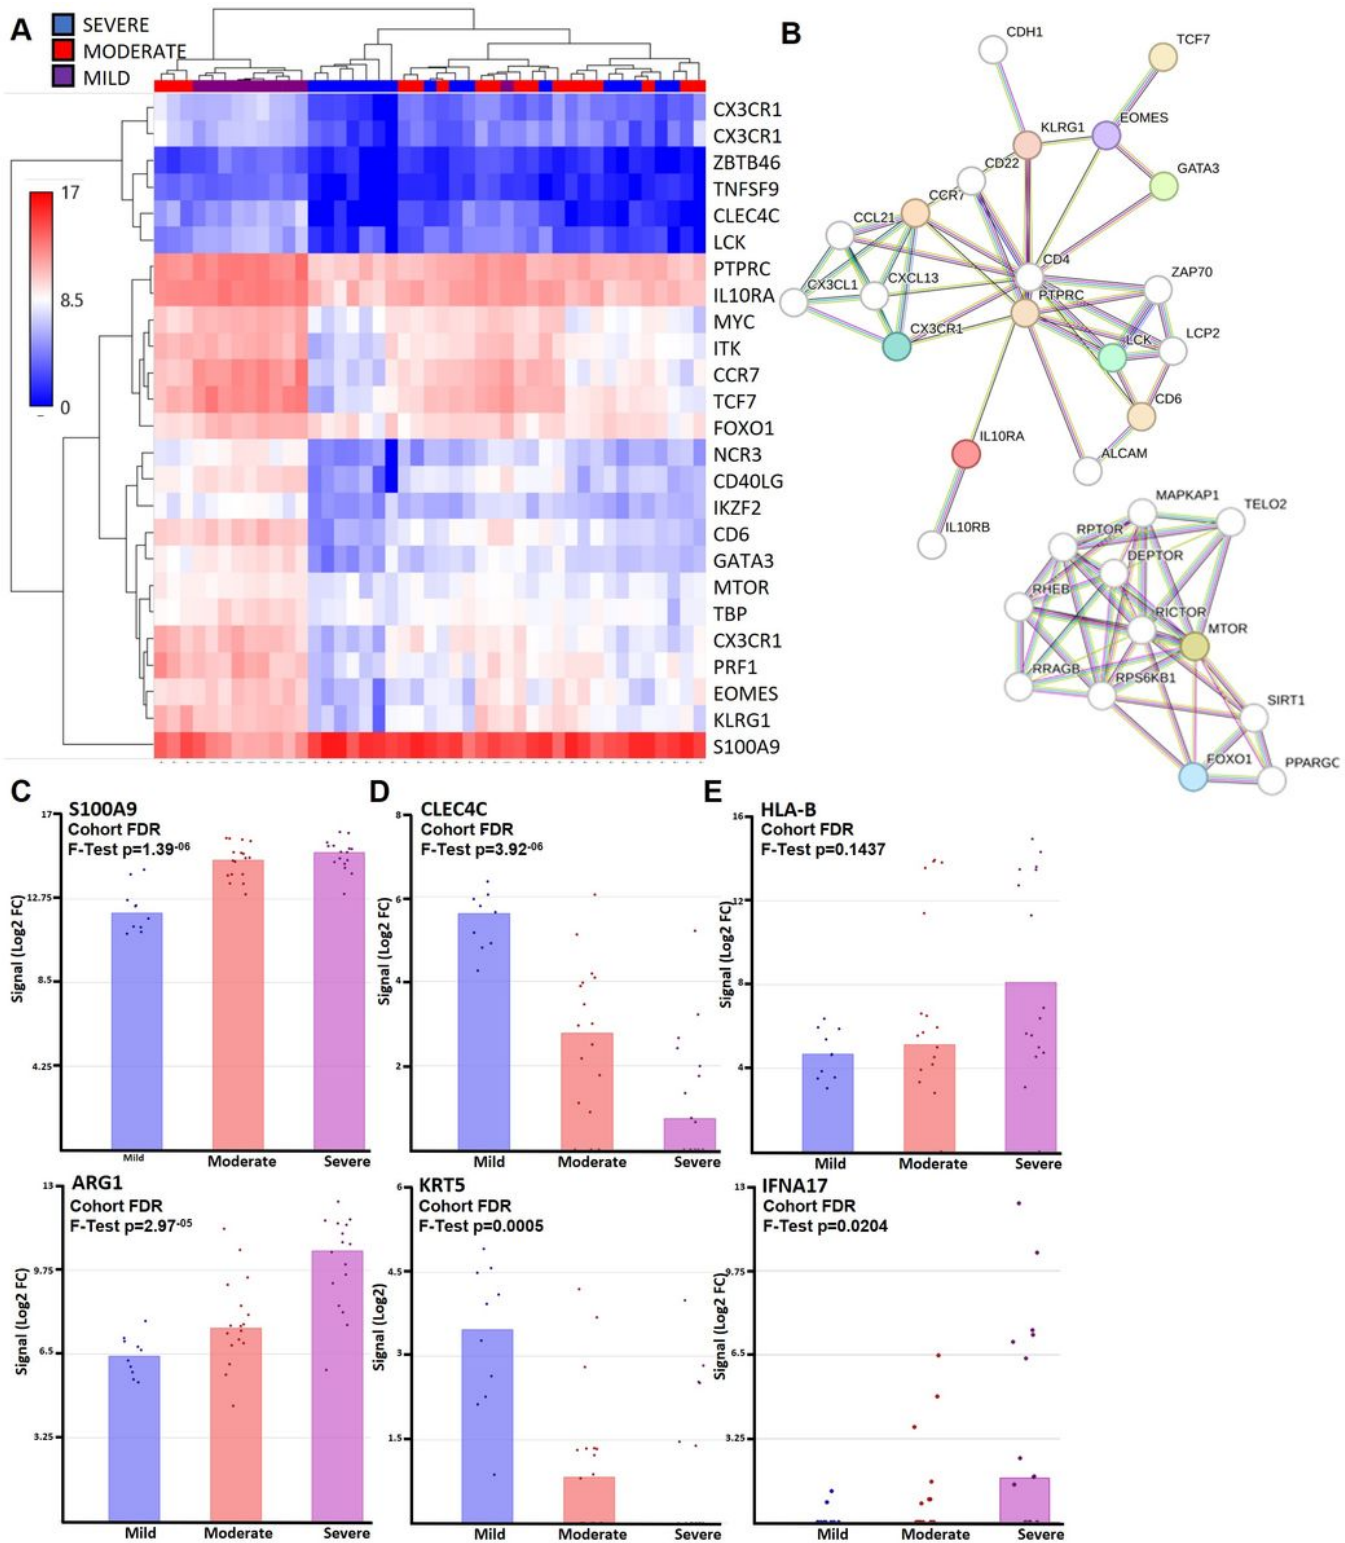 A
SEVERE
MODERATE
MILD
17
8.5
0
CX3CR1
CX3CR1
ZBTB46
TNFSF9
CLEC4C
LCK
PTPRC
IL10RA
MYC
ITK
CCR7
TCF7
FOXO1
NCR3
CD40LG
IKZF2
CD6
GATA3
MTOR
TBP
CX3CR1
PRF1
EOMES
KLRG1
S100A9
B
CDH1
TCF7
EOMES
KLRG1
CD22
GATA3
CCR7
CCL21
CD4
ZAP70
CX3CL1
CXCL13
PTPRC
CX3CR1
LCK
LCP2
CD6
IL10RA
ALCAM
IL10RB
MAPKAP1
TELO2
RPTOR
DEPTOR
RHEB
RICTOR
MTOR
RRAGB
RPS6KB1
SIRT1
FOXO1
PPARGC
C
S100A9
Cohort FDR
F-Test p=1.39-06
17
12.75
8.5
4.25
Signal (Log2 FC)
Mild
Moderate
Severe
D
CLEC4C
Cohort FDR
F-Test p=3.92-06
8
6
4
2
Signal (Log2 FC)
Mild
Moderate
Severe
E
HLA-B
Cohort FDR
F-Test p=0.1437
16
12
8
4
Signal (Log2 FC)
Mild
Moderate
Severe
ARG1
Cohort FDR
F-Test p=2.97-05
13
9.75
6.5
3.25
Signal (Log2 FC)
Mild
Moderate
Severe
KRT5
Cohort FDR
F-Test p=0.0005
6
4.5
3
1.5
Signal (Log2)
Mild
Moderate
Severe
IFNA17
Cohort FDR
F-Test p=0.0204
13
9.75
6.5
3.25
Signal (Log2 FC)
Mild
Moderate
Severe